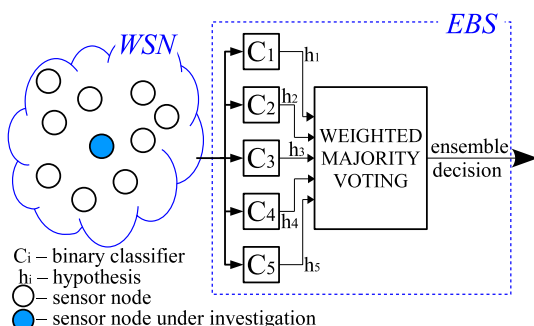 WSN
EBS
C1
h1
C2
h2
C3
h3
C4
h4
C5
h5
WEIGHTED
MAJORITY
VOTING
ensemble
decision
Ci – binary classifier
hi – hypothesis
– sensor node
– sensor node under investigation